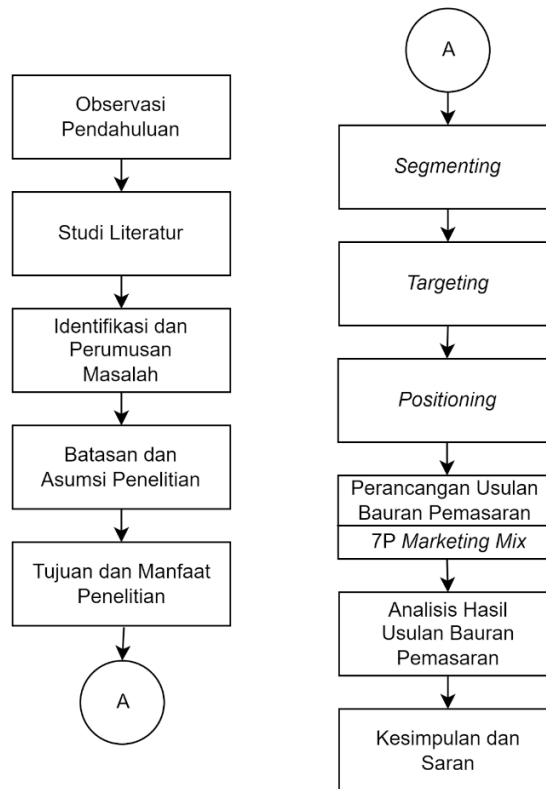 Observasi
Pendahuluan
Studi Literatur
Identifikasi dan
Perumusan
Masalah
Batasan dan
Asumsi Penelitian
Tujuan dan Manfaat
Penelitian
A
A
Segmenting
Targeting
Positioning
Perancangan Usulan
Bauran Pemasaran
7P Marketing Mix
Analisis Hasil
Usulan Bauran
Pemasaran
Kesimpulan dan
Saran